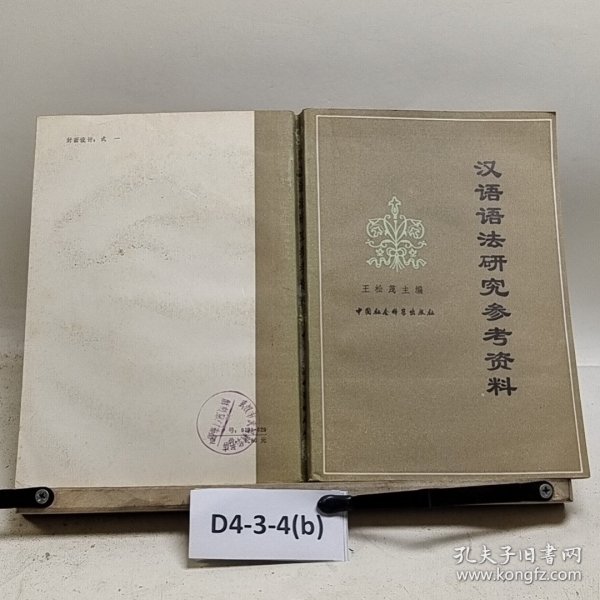 封面设计：式一
汉语语法研究参考资料
王松茂主编
中国社会科学出版社
D4-3-4(b)
孔夫子旧书网
www.kongfz.com